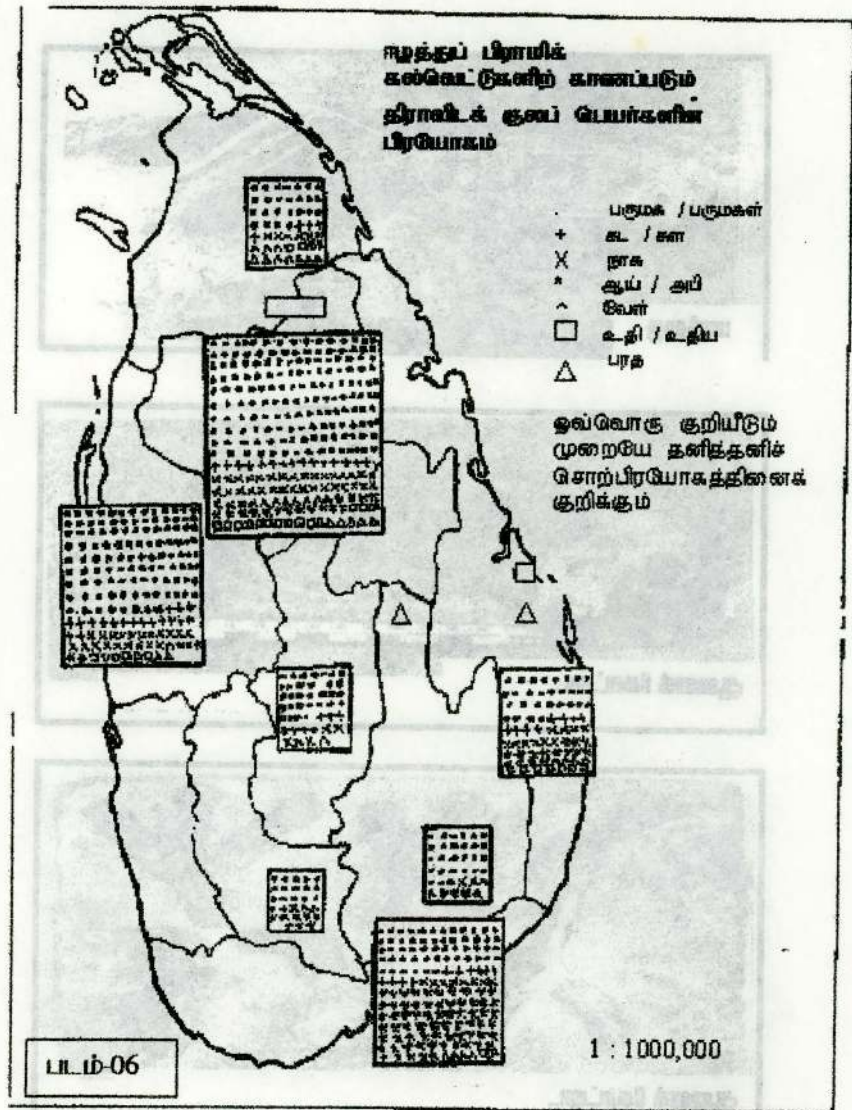 ஈழத்துப் பிராமிக்
கல்வெட்டுகளிற் காணப்படும்
திராவிடக் குலப் பெயர்களின்
பிரயோகம்
. பருமக / பருமகள்
+ கட / சுள
× நாக
* ஆய் / அபி
^ வேள்
□ உதி / உதிய
△ பரத
ஒவ்வொரு குறியீடும்
முறையே தனித்தனிச்
சொற்பிரயோகத்தினைக்
குறிக்கும்
படம்-06
1 : 1000,000